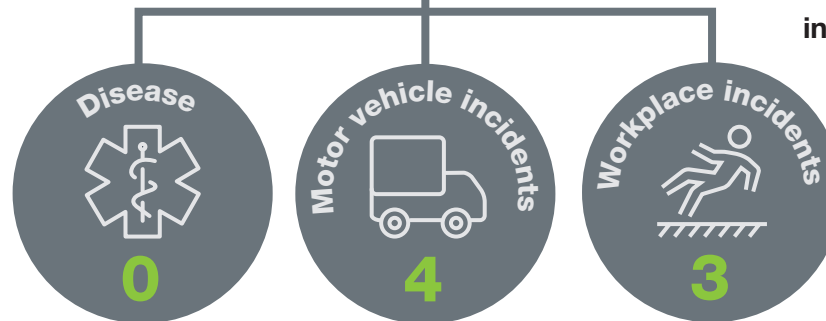 in
Disease
Motor vehicle incidents
Workplace incidents
0
4
3